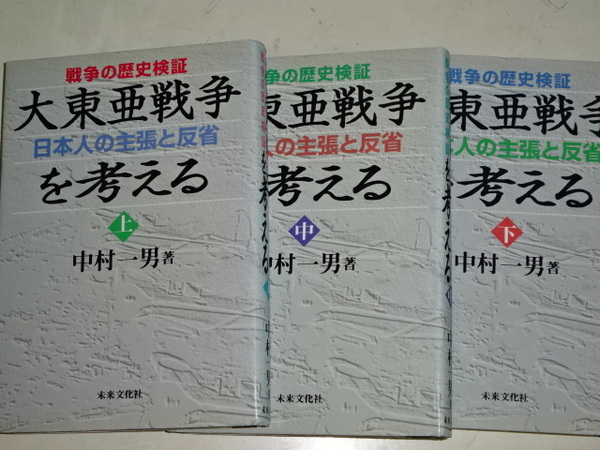 戦争の歴史検証
大東亜戦争
日本人の主張と反省
を考える
上
中村一男著
未来文化社
争の歴史検証
東亜戦争
人の主張と反省
考える
中
村一男著
未来文化社
戦争の歴史検証
東亜戦争
人の主張と反省
考える
下
中村一男著
未来文化社